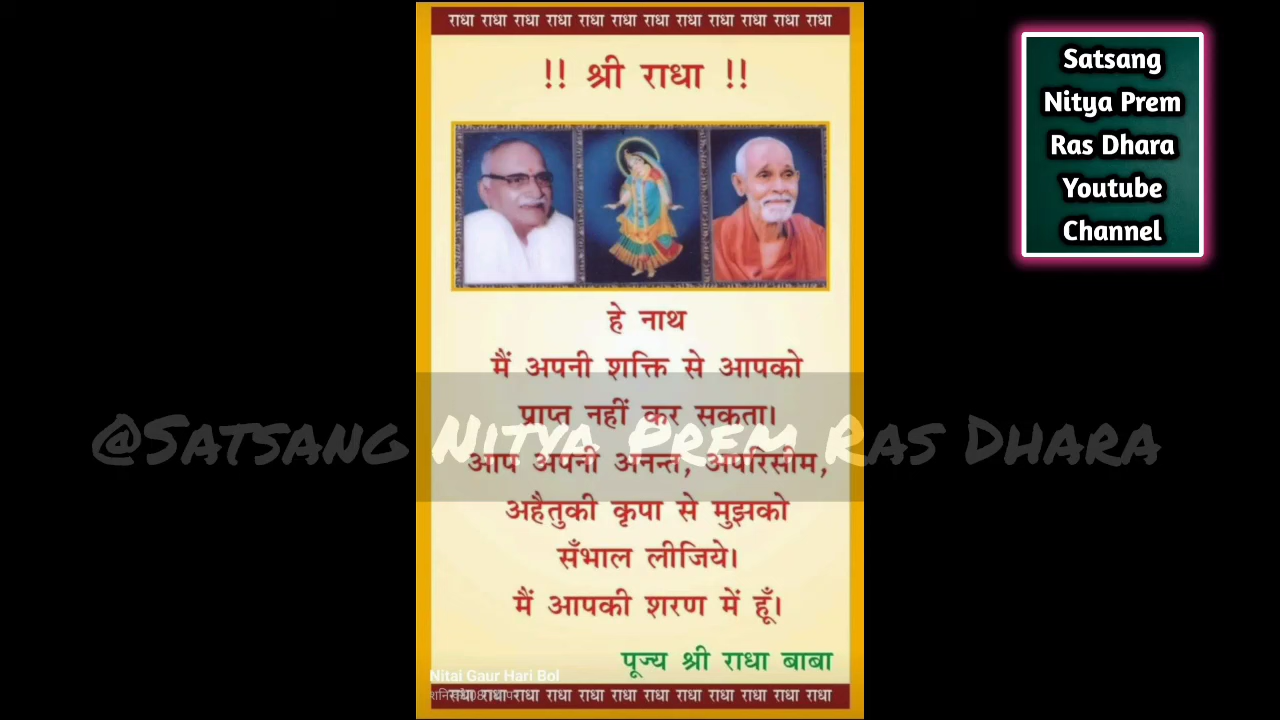 राधा राधा राधा राधा राधा राधा राधा राधा राधा राधा राधा राधा
!! श्री राधा !!
हे नाथ
मैं अपनी शक्ति से आपको
प्राप्त नहीं कर सकता।
आप अपनी अनन्त, अपरिसीम,
अहैतुकी कृपा से मुझको
सँभाल लीजिये।
मैं आपकी शरण में हूँ।
पूज्य श्री राधा बाबा
Nitai Gaur Hari Bol
राधा राधा राधा राधा राधा राधा राधा राधा राधा राधा राधा राधा
@Satsang Nitya Prem Ras Dhara
Satsang
Nitya Prem
Ras Dhara
Youtube
Channel